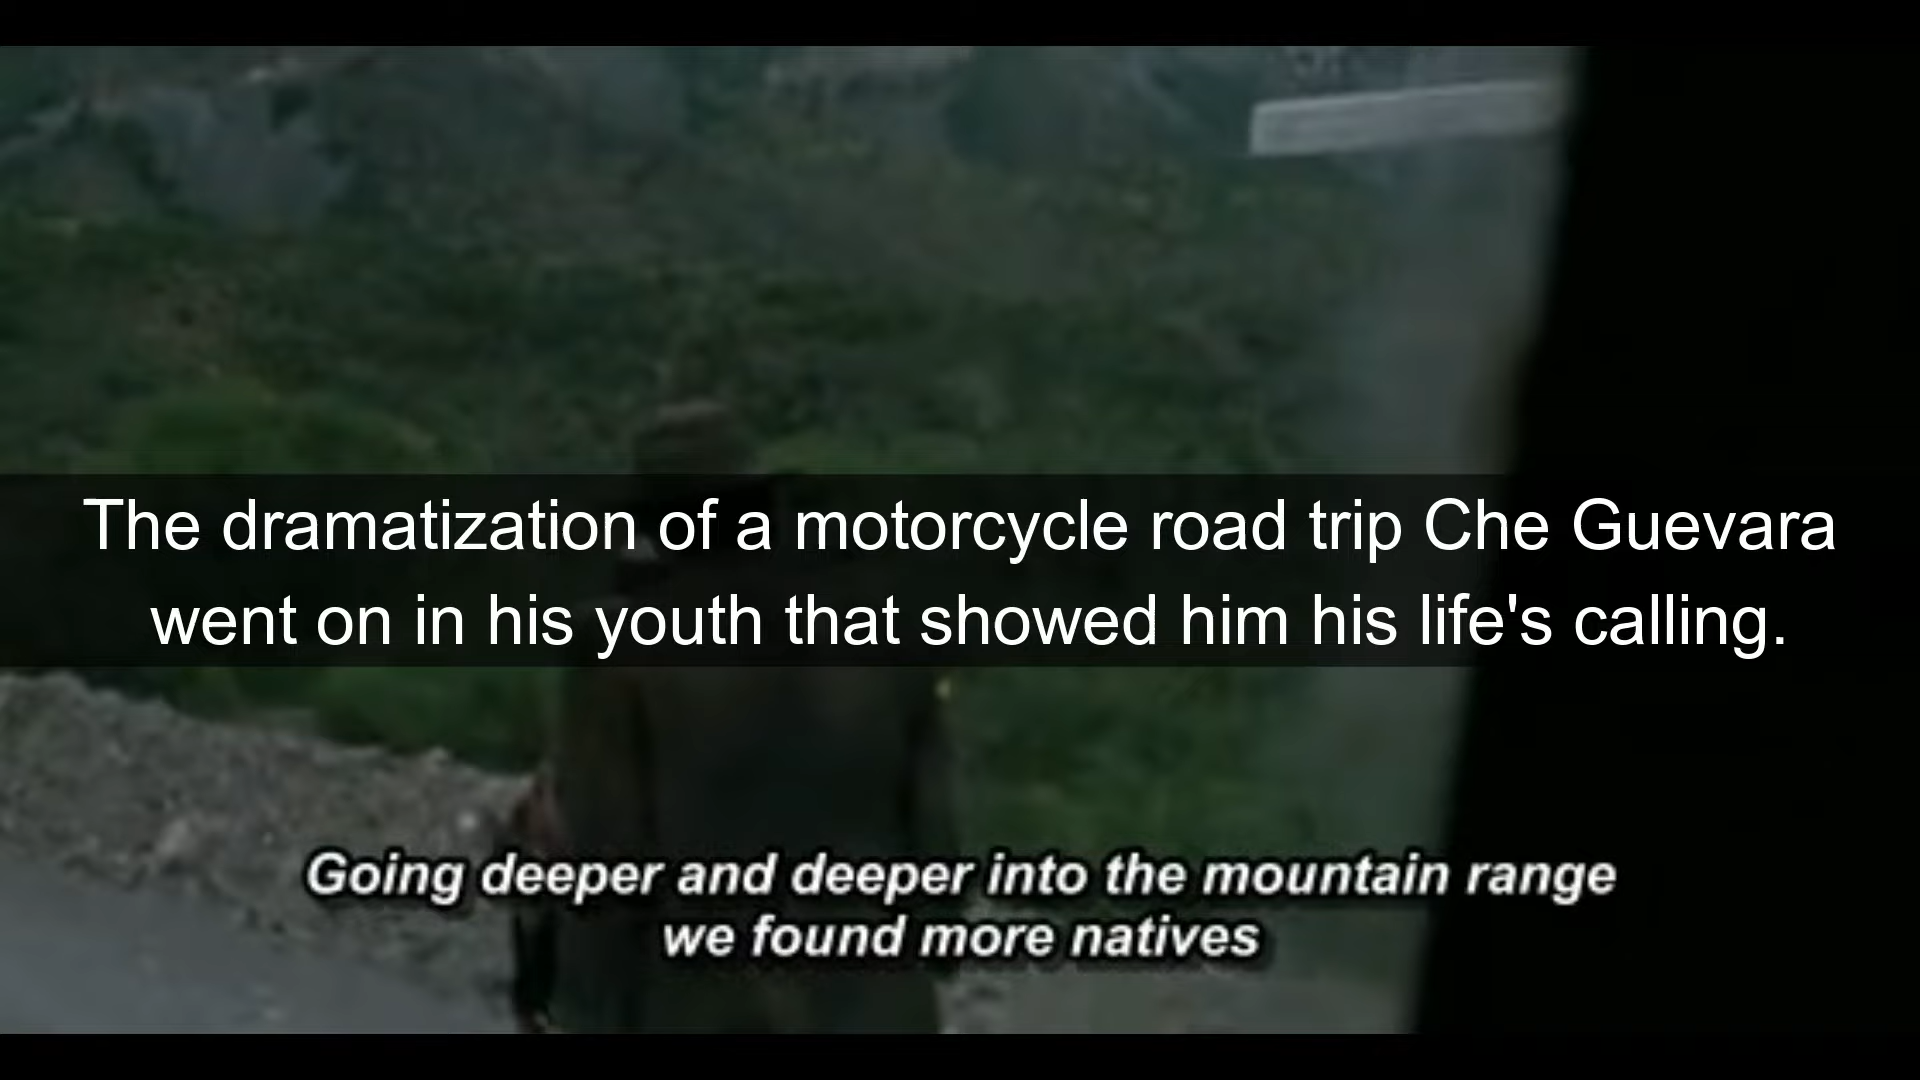 The dramatization of a motorcycle road trip Che Guevara
went on in his youth that showed him his life's calling.
Going deeper and deeper into the mountain range
we found more natives